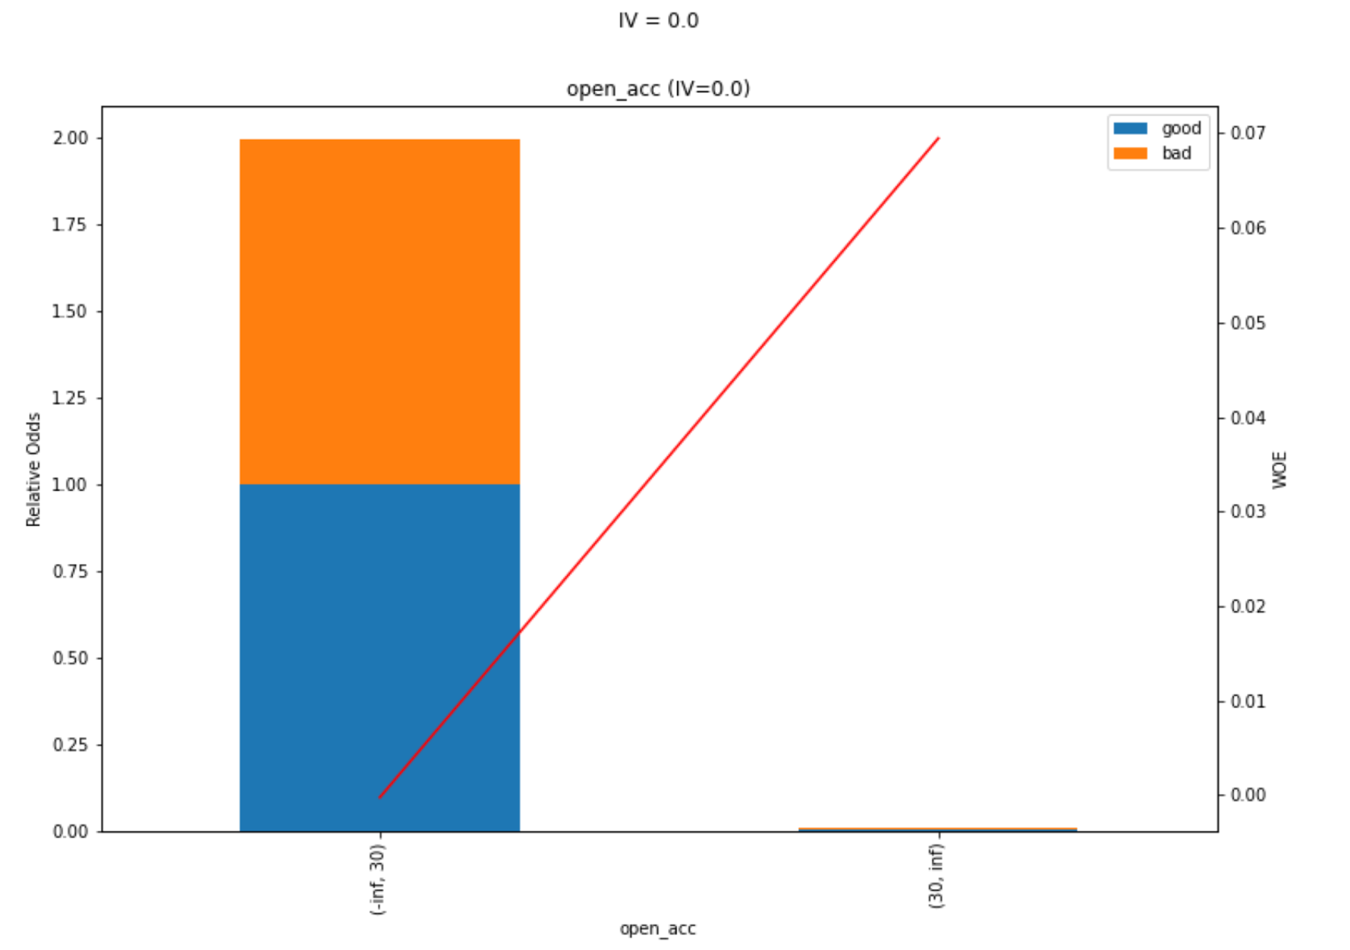 IV = 0.0
open_acc (IV=0.0)
good
bad
2.00
1.75
1.50
1.25
1.00
0.75
0.50
0.25
0.00
Relative Odds
0.07
0.06
0.05
0.04
0.03
0.02
0.01
0.00
WOE
(-inf, 30)
(30, inf)
open_acc